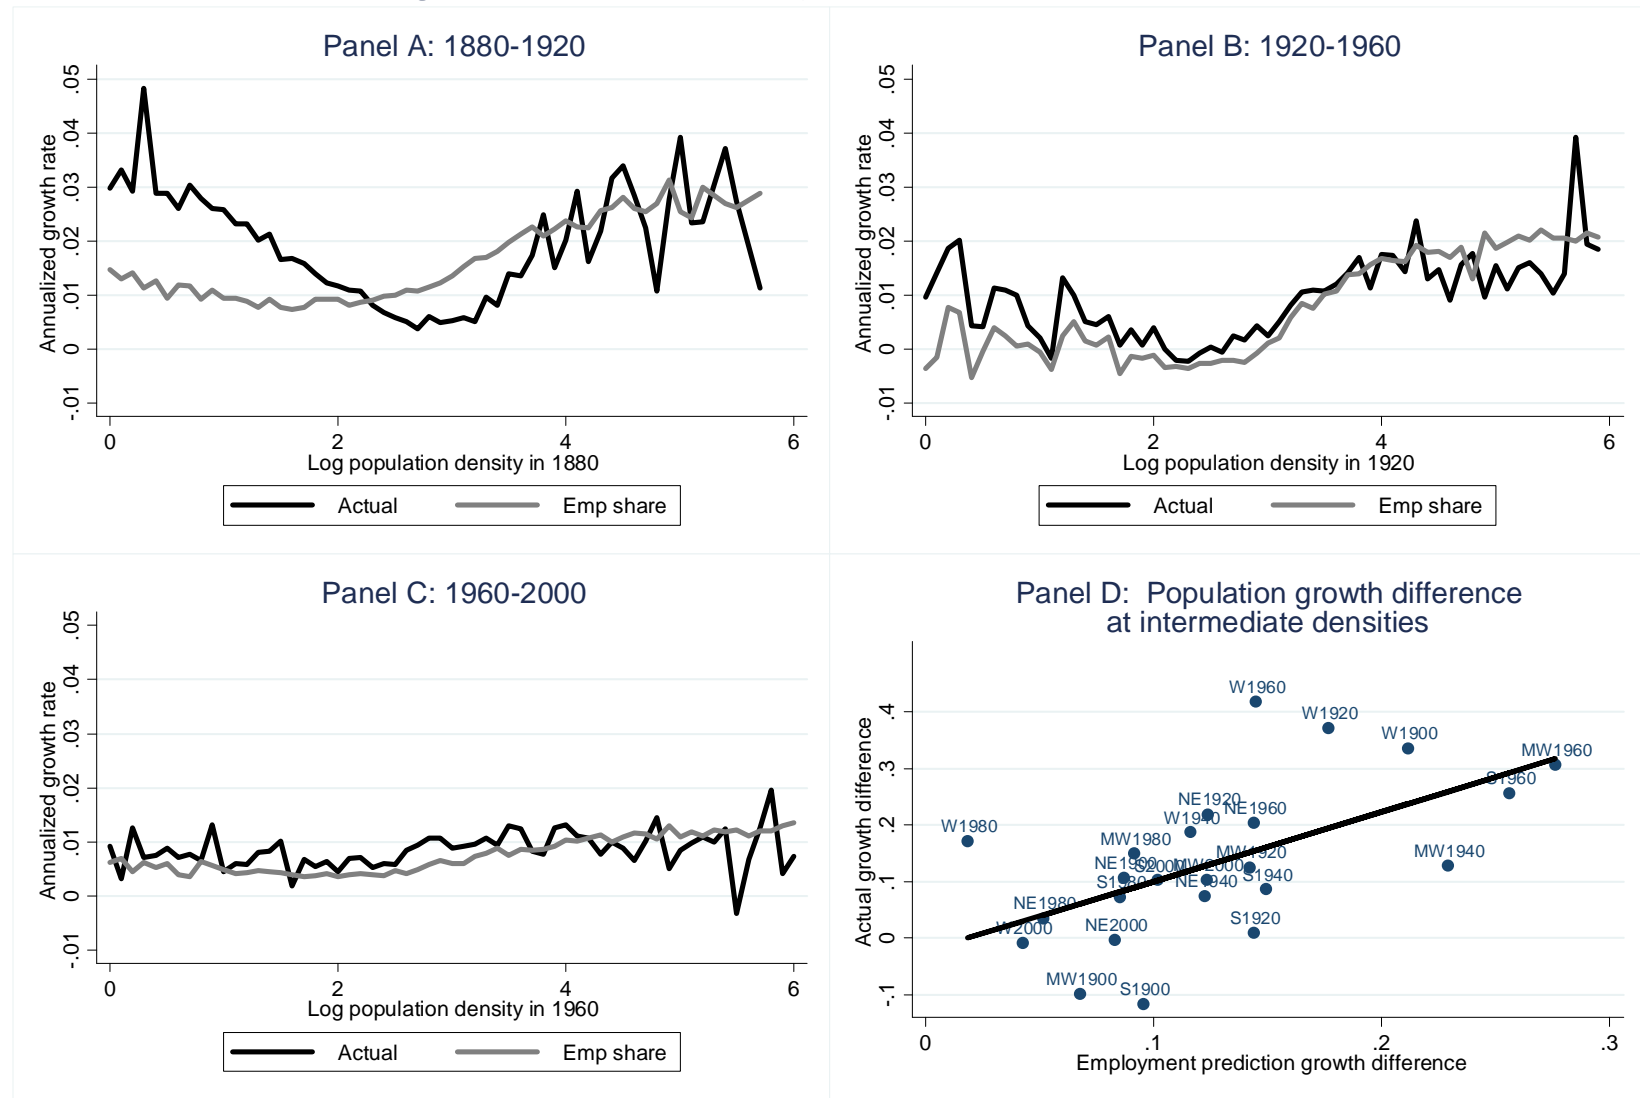 Panel A: 1880-1920
Annualized growth rate
.05
.04
.03
.02
.01
0
-.01
0 2 4 6
Log population density in 1880
Actual Emp share
Panel B: 1920-1960
Annualized growth rate
.05
.04
.03
.02
.01
0
-.01
0 2 4 6
Log population density in 1920
Actual Emp share
Panel C: 1960-2000
Annualized growth rate
.05
.04
.03
.02
.01
0
-.01
0 2 4 6
Log population density in 1960
Actual Emp share
Panel D: Population growth difference
at intermediate densities
Actual growth difference
.4
.3
.2
.1
0
-.1
W1960
W1920
W1900
MW1960
S1960
NE1920
NE1960
W1940
W1980
MW1980
MW1920
MW1940
NE1900
S2000
MW2000
S1980
NE1940
S1940
NE1980
S1920
W2000
NE2000
MW1900
S1900
0 .1 .2 .3
Employment prediction growth difference